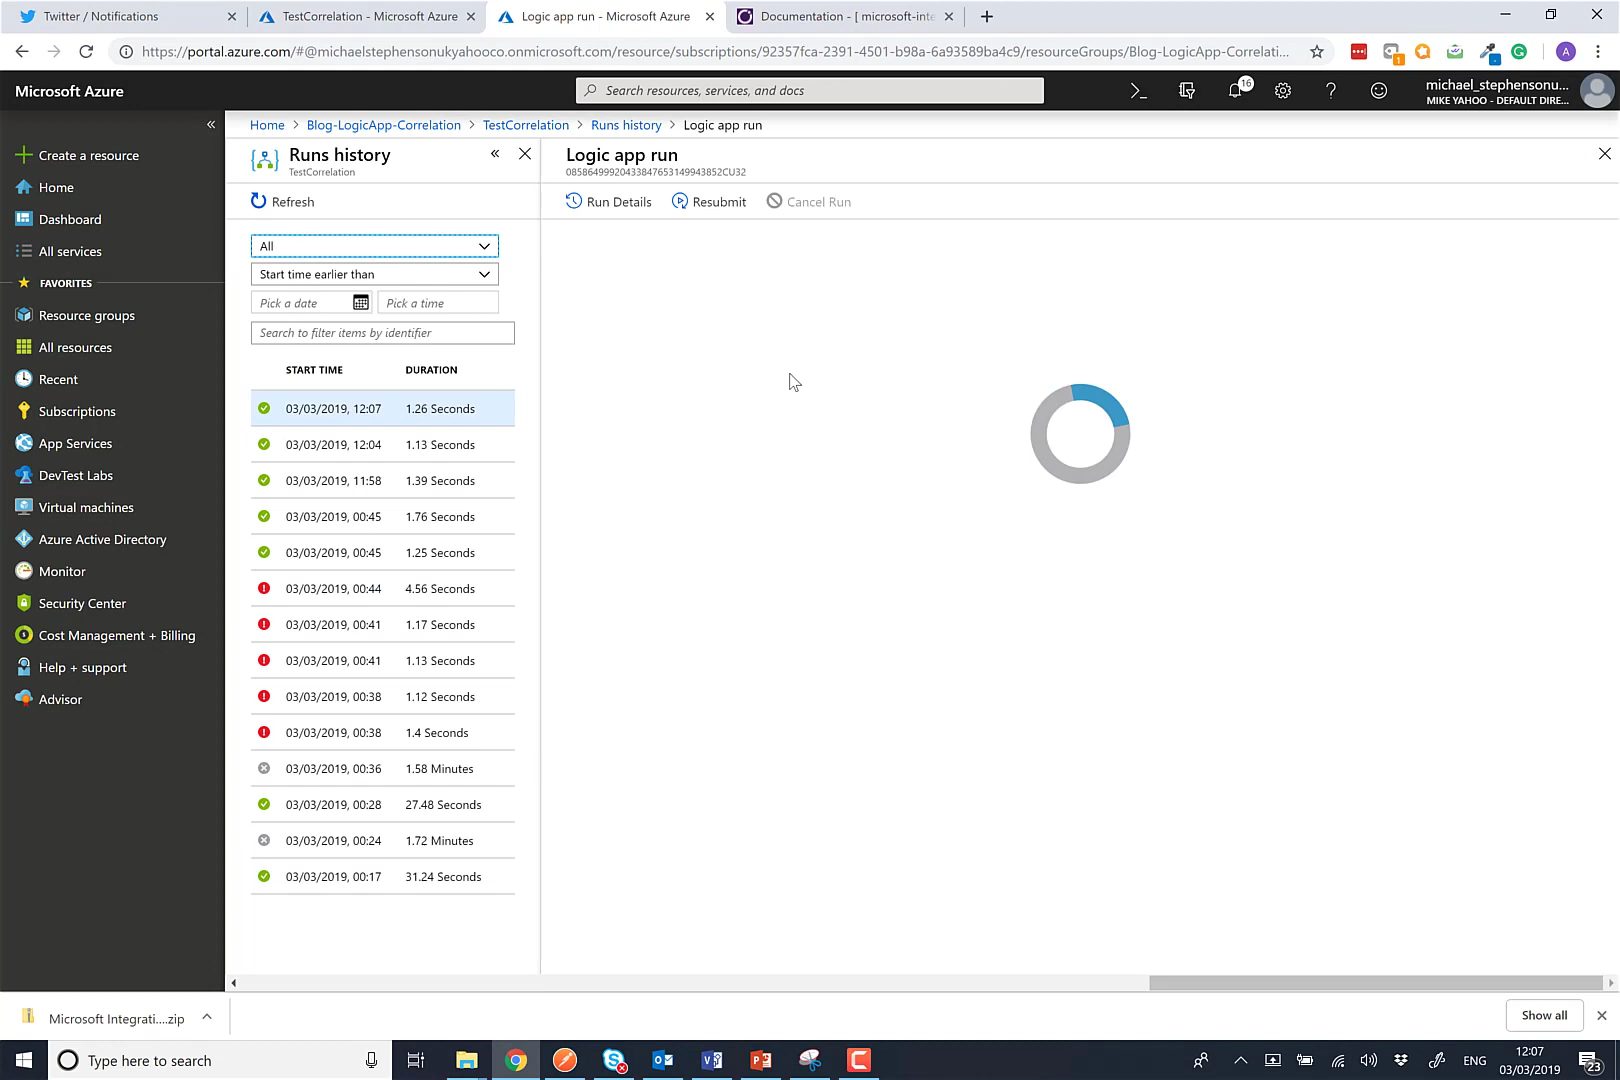 Twitter / Notifications
TestCorrelation - Microsoft Azure
Logic app run - Microsoft Azure
Documentation - [ microsoft-inte
https://portal.azure.com/#@michaelstephensonukyahooco.onmicrosoft.com/resource/subscriptions/92357fca-2391-4501-b98a-6a93589ba4c9/resourceGroups/Blog-LogicApp-Correlati...
1
A
Microsoft Azure
Search resources, services, and docs
16
michael_stephensonu...
MIKE YAHOO - DEFAULT DIRE...
Home > Blog-LogicApp-Correlation > TestCorrelation > Runs history > Logic app run
Create a resource
Home
Dashboard
All services
FAVORITES
Resource groups
All resources
Recent
Subscriptions
App Services
DevTest Labs
Virtual machines
Azure Active Directory
Monitor
Security Center
Cost Management + Billing
Help + support
Advisor
Runs history
TestCorrelation
Refresh
All
Start time earlier than
Pick a date
Pick a time
Search to filter items by identifier
START TIME DURATION
03/03/2019, 12:07 1.26 Seconds
03/03/2019, 12:04 1.13 Seconds
03/03/2019, 11:58 1.39 Seconds
03/03/2019, 00:45 1.76 Seconds
03/03/2019, 00:45 1.25 Seconds
03/03/2019, 00:44 4.56 Seconds
03/03/2019, 00:41 1.17 Seconds
03/03/2019, 00:41 1.13 Seconds
03/03/2019, 00:38 1.12 Seconds
03/03/2019, 00:38 1.4 Seconds
03/03/2019, 00:36 1.58 Minutes
03/03/2019, 00:28 27.48 Seconds
03/03/2019, 00:24 1.72 Minutes
03/03/2019, 00:17 31.24 Seconds
Logic app run
08586499920433847653149943852CU32
Run Details
Resubmit
Cancel Run
Microsoft Integrati....zip
Show all
Type here to search
ENG
12:07
03/03/2019
23